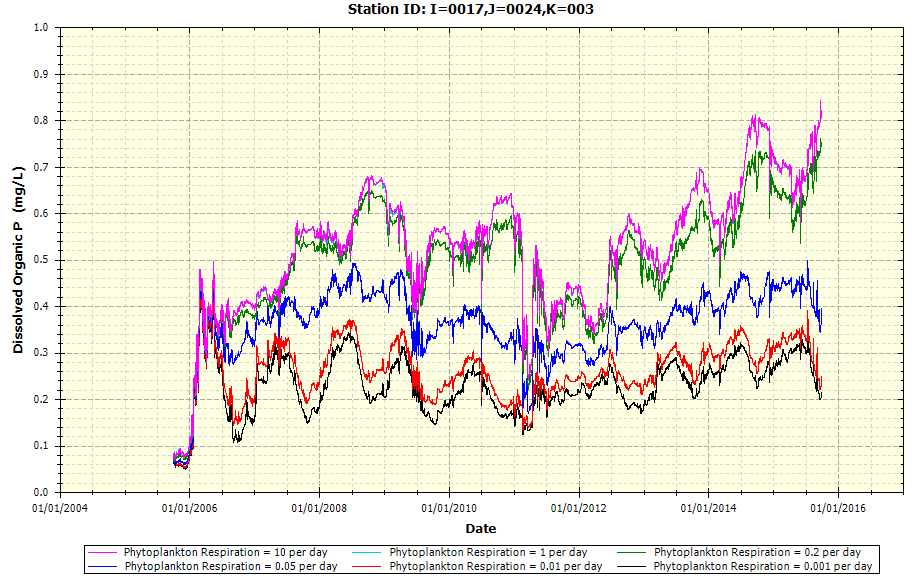 Station ID: I=0017,J=0024,K=003
Dissolved Organic P (mg/L)
1.0
0.9
0.8
0.7
0.6
0.5
0.4
0.3
0.2
0.1
0.0
01/01/2004 01/01/2006 01/01/2008 01/01/2010 01/01/2012 01/01/2014 01/01/2016
Date
Phytoplankton Respiration = 10 per day Phytoplankton Respiration = 1 per day Phytoplankton Respiration = 0.2 per day
Phytoplankton Respiration = 0.05 per day Phytoplankton Respiration = 0.01 per day Phytoplankton Respiration = 0.001 per day